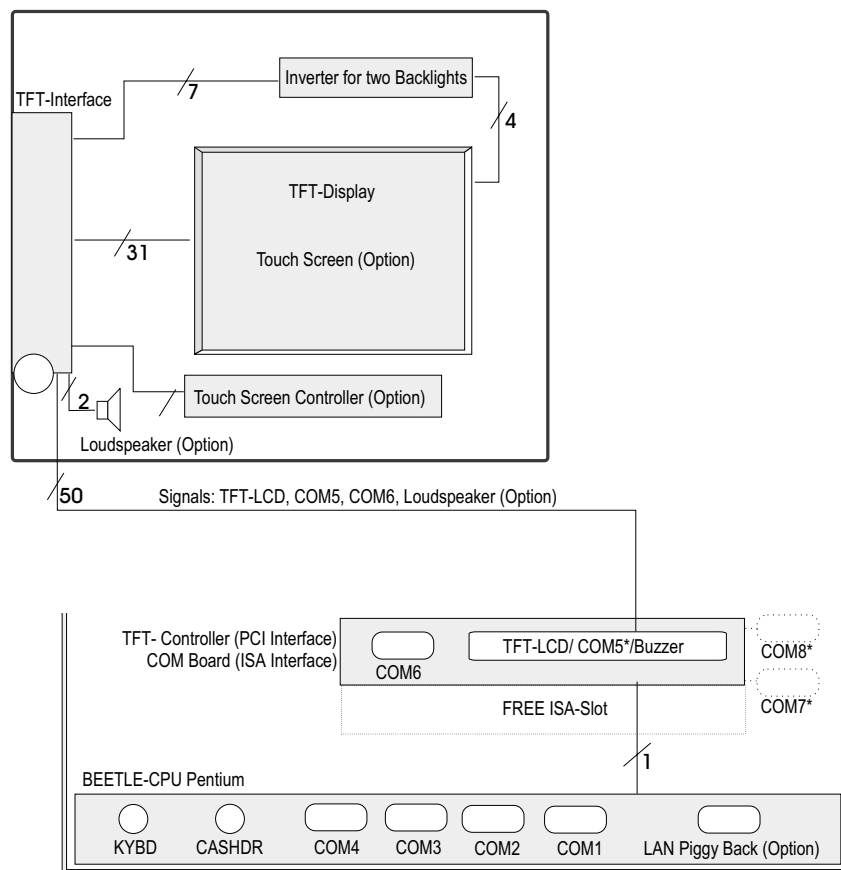 Inverter for two Backlights
7
TFT-Interface
4
TFT-Display
31
Touch Screen (Option)
Touch Screen Controller (Option)
2
Loudspeaker (Option)
50
Signals: TFT-LCD, COM5, COM6, Loudspeaker (Option)
TFT- Controller (PCI Interface)
COM Board (ISA Interface)
TFT-LCD/ COM5*/Buzzer
COM6
COM8*
COM7*
FREE ISA-Slot
1
BEETLE-CPU Pentium
KYBD
CASHDR
COM4
COM3
COM2
COM1
LAN Piggy Back (Option)